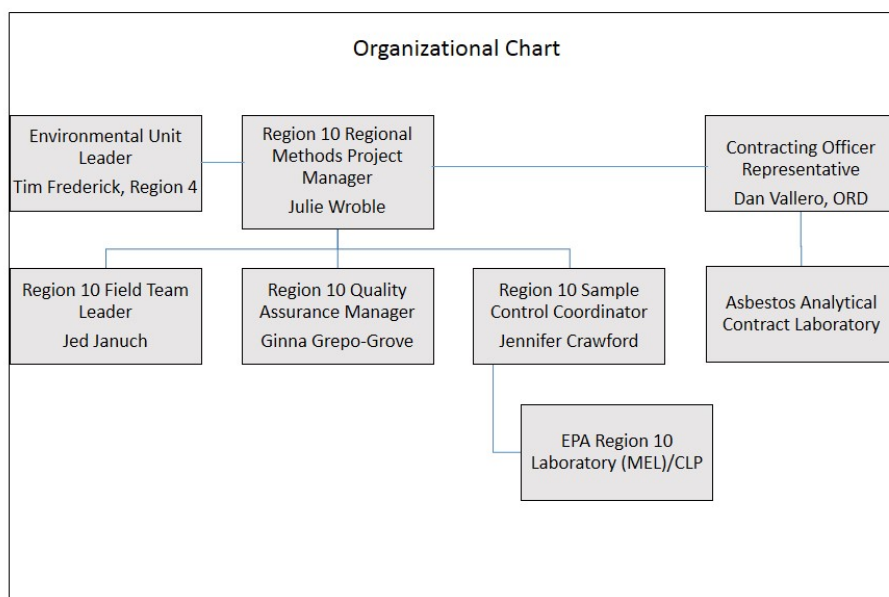 Organizational Chart
Environmental Unit
Leader
Tim Frederick, Region 4
Region 10 Regional
Methods Project
Manager
Julie Wroble
Contracting Officer
Representative
Dan Vallero, ORD
Region 10 Field Team
Leader
Jed Januch
Region 10 Quality
Assurance Manager
Ginna Grepo-Grove
Region 10 Sample
Control Coordinator
Jennifer Crawford
Asbestos Analytical
Contract Laboratory
EPA Region 10
Laboratory (MEL)/CLP